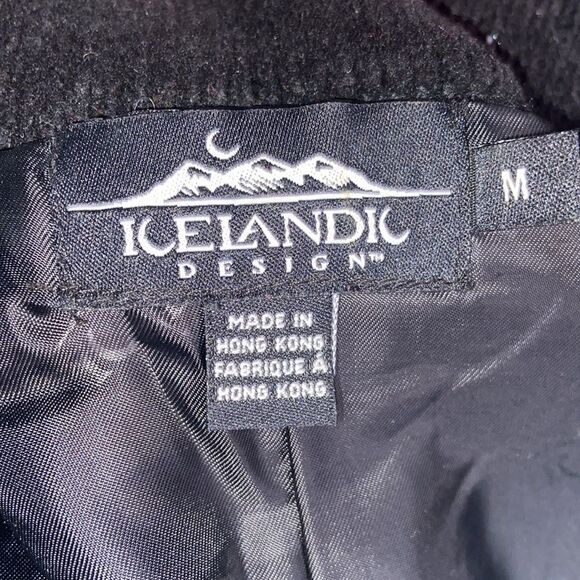 ICELANDIC
DESIGN™
M
MADE IN
HONG KONG
FABRIQUE Á
HONG KONG